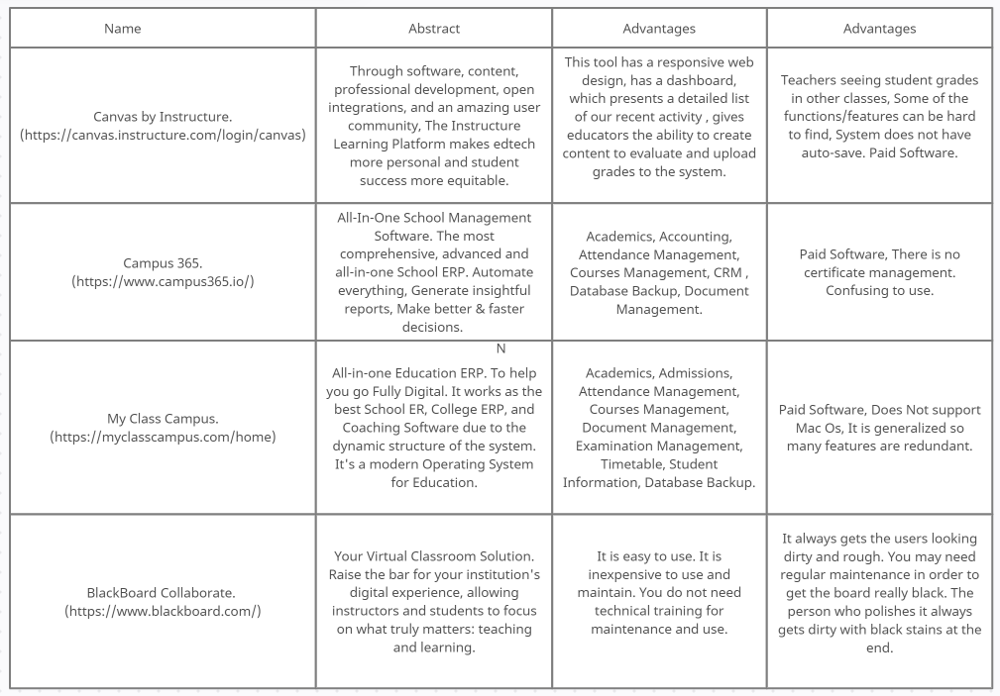 Name
Abstract
Advantages
Advantages
Canvas by Instructure.
(https://canvas.instructure.com/login/canvas)
Through software, content,
professional development, open
integrations, and an amazing user
community, The Instructure
Learning Platform makes edtech
more personal and student
success more equitable.
This tool has a responsive web
design, has a dashboard,
which presents a detailed list
of our recent activity , gives
educators the ability to create
content to evaluate and upload
grades to the system.
Teachers seeing student grades
in other classes, Some of the
functions/features can be hard
to find, System does not have
auto-save. Paid Software.
Campus 365.
(https://www.campus365.io/)
All-In-One School Management
Software. The most
comprehensive, advanced and
all-in-one School ERP. Automate
everything, Generate insightful
reports, Make better & faster
decisions.
Academics, Accounting,
Attendance Management,
Courses Management, CRM ,
Database Backup, Document
Management.
Paid Software, There is no
certificate management.
Confusing to use.
My Class Campus.
(https://myclasscampus.com/home)
N
All-in-one Education ERP. To help
you go Fully Digital. It works as the
best School ER, College ERP, and
Coaching Software due to the
dynamic structure of the system.
It's a modern Operating System
for Education.
Academics, Admissions,
Attendance Management,
Courses Management,
Document Management,
Examination Management,
Timetable, Student
Information, Database Backup.
Paid Software, Does Not support
Mac Os, It is generalized so
many features are redundant.
BlackBoard Collaborate.
(https://www.blackboard.com/)
Your Virtual Classroom Solution.
Raise the bar for your institution's
digital experience, allowing
instructors and students to focus
on what truly matters: teaching
and learning.
It is easy to use. It is
inexpensive to use and
maintain. You do not need
technical training for
maintenance and use.
It always gets the users looking
dirty and rough. You may need
regular maintenance in order to
get the board really black. The
person who polishes it always
gets dirty with black stains at the
end.